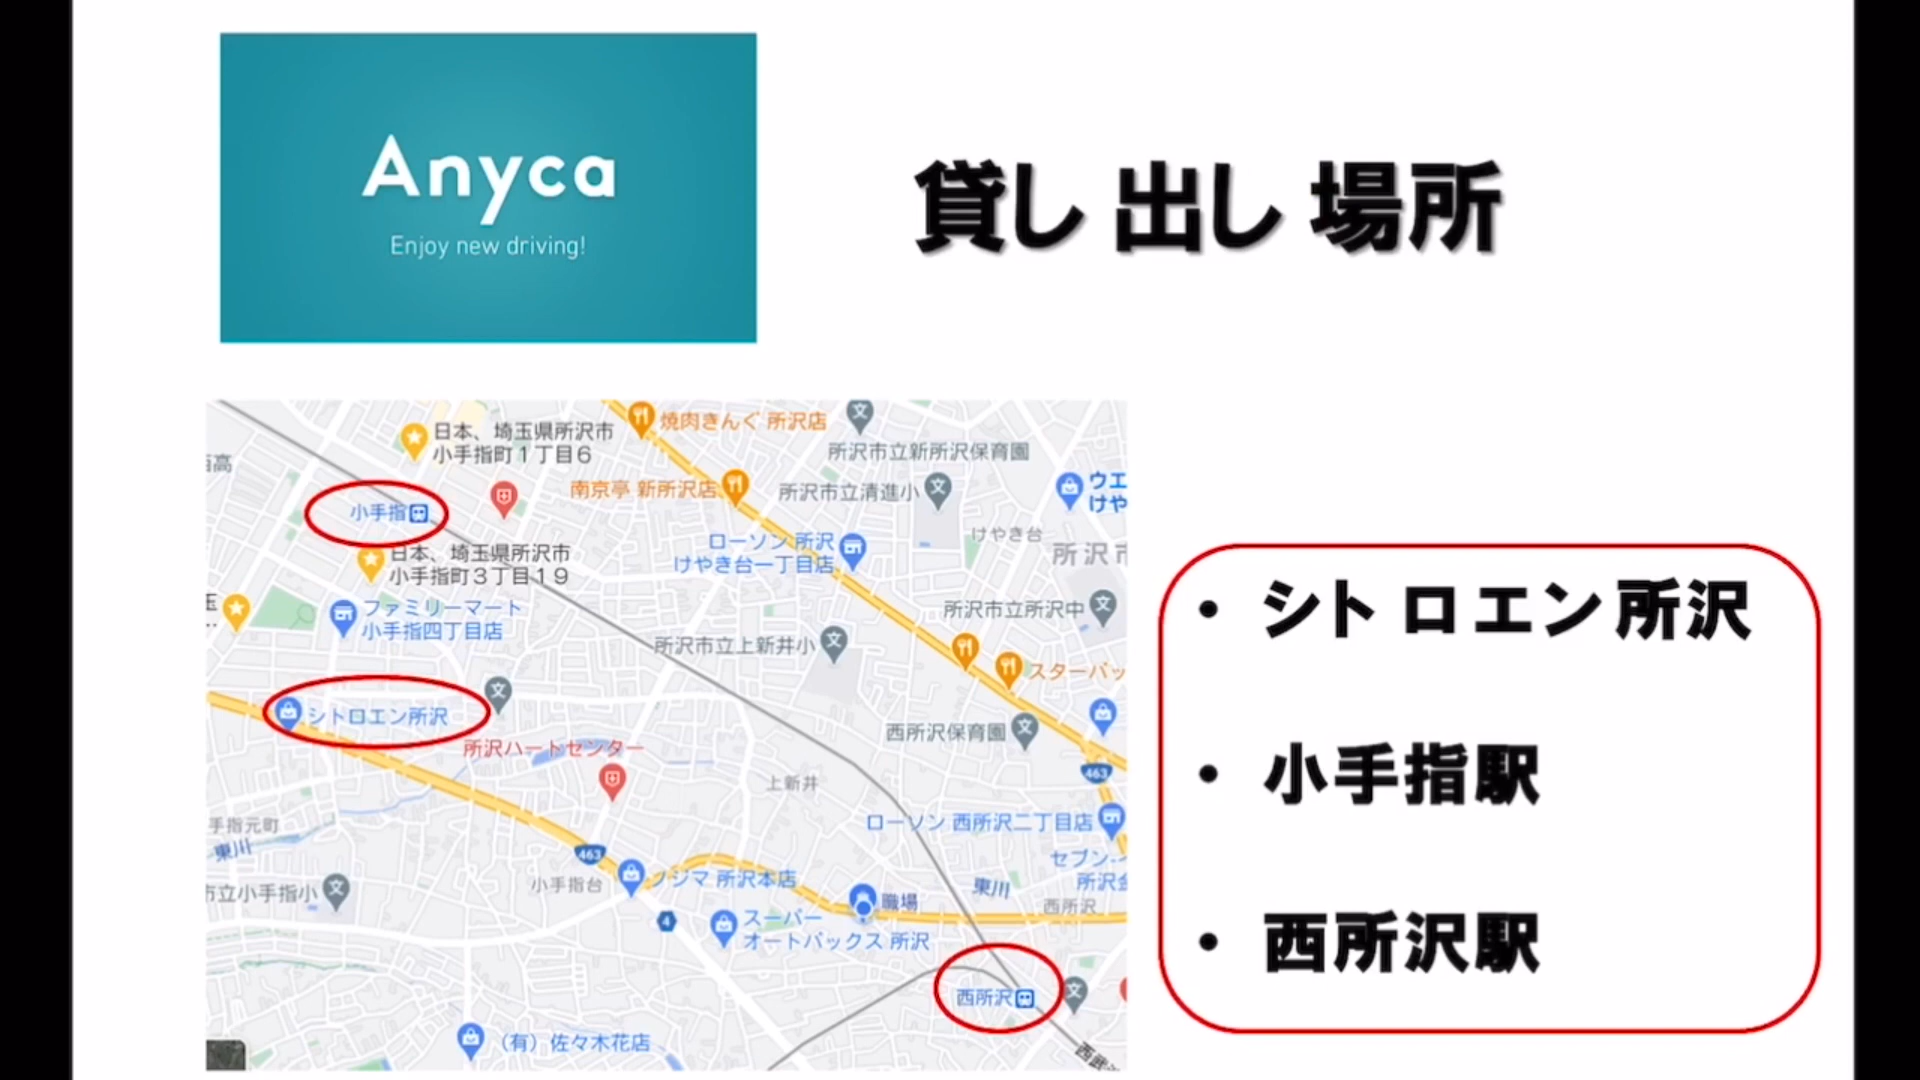 Anyca
Enjoy new driving!
貸し出し場所
焼肉きんぐ 所沢店
日本、埼玉県所沢市
小手指町1丁目6
所沢市立新所沢保育園
南京亭 新所沢店
所沢市立清進小
ウエ
けや
小手指
けやき台
ローソン 所沢
けやき台一丁目店
所沢市
日本、埼玉県所沢市
小手指町3丁目19
ファミリーマート
小手指四丁目店
所沢市立所沢中
所沢市立上新井小
スターバッ
シトロエン所沢
西所沢保育園
所沢ハートセンター
上新井
463
手指元町
東川
ローソン 西所沢二丁目店
463
セブン-イ
所沢金
小手指台
ノジマ 所沢本店
市立小手指小
職場
東川
西所沢
4
スーパー
オートバックス 所沢
西所沢
(有) 佐々木花店
西武
• シトロエン所沢
• 小手指駅
• 西所沢駅